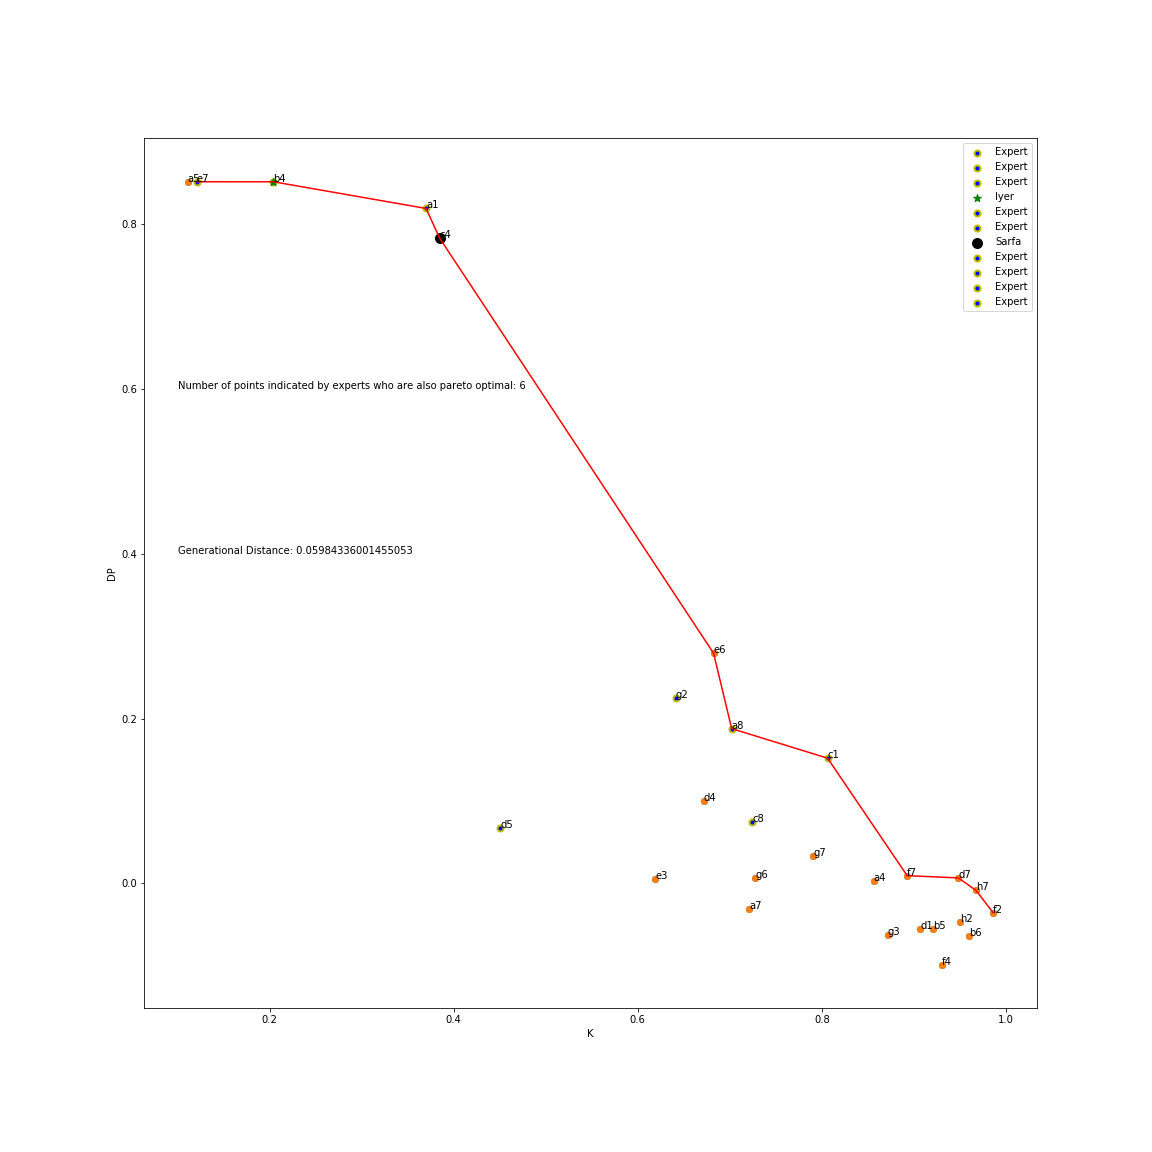 Expert
Expert
Expert
Iyer
Expert
Expert
Sarfa
Expert
Expert
Expert
Expert
a5 e7
b4
a1
0.8
Number of points indicated by experts who are also pareto optimal: 6
0.6
Generational Distance: 0.05984336001455053
0.4
DP
e6
g2
a8
0.2
c1
d4
c8
d5
g7
e3
g6
a4
f7
d7
h7
0.0
a7
f2
h2
g3
d1 b5
b6
f4
0.2
0.4
0.6
0.8
1.0
K